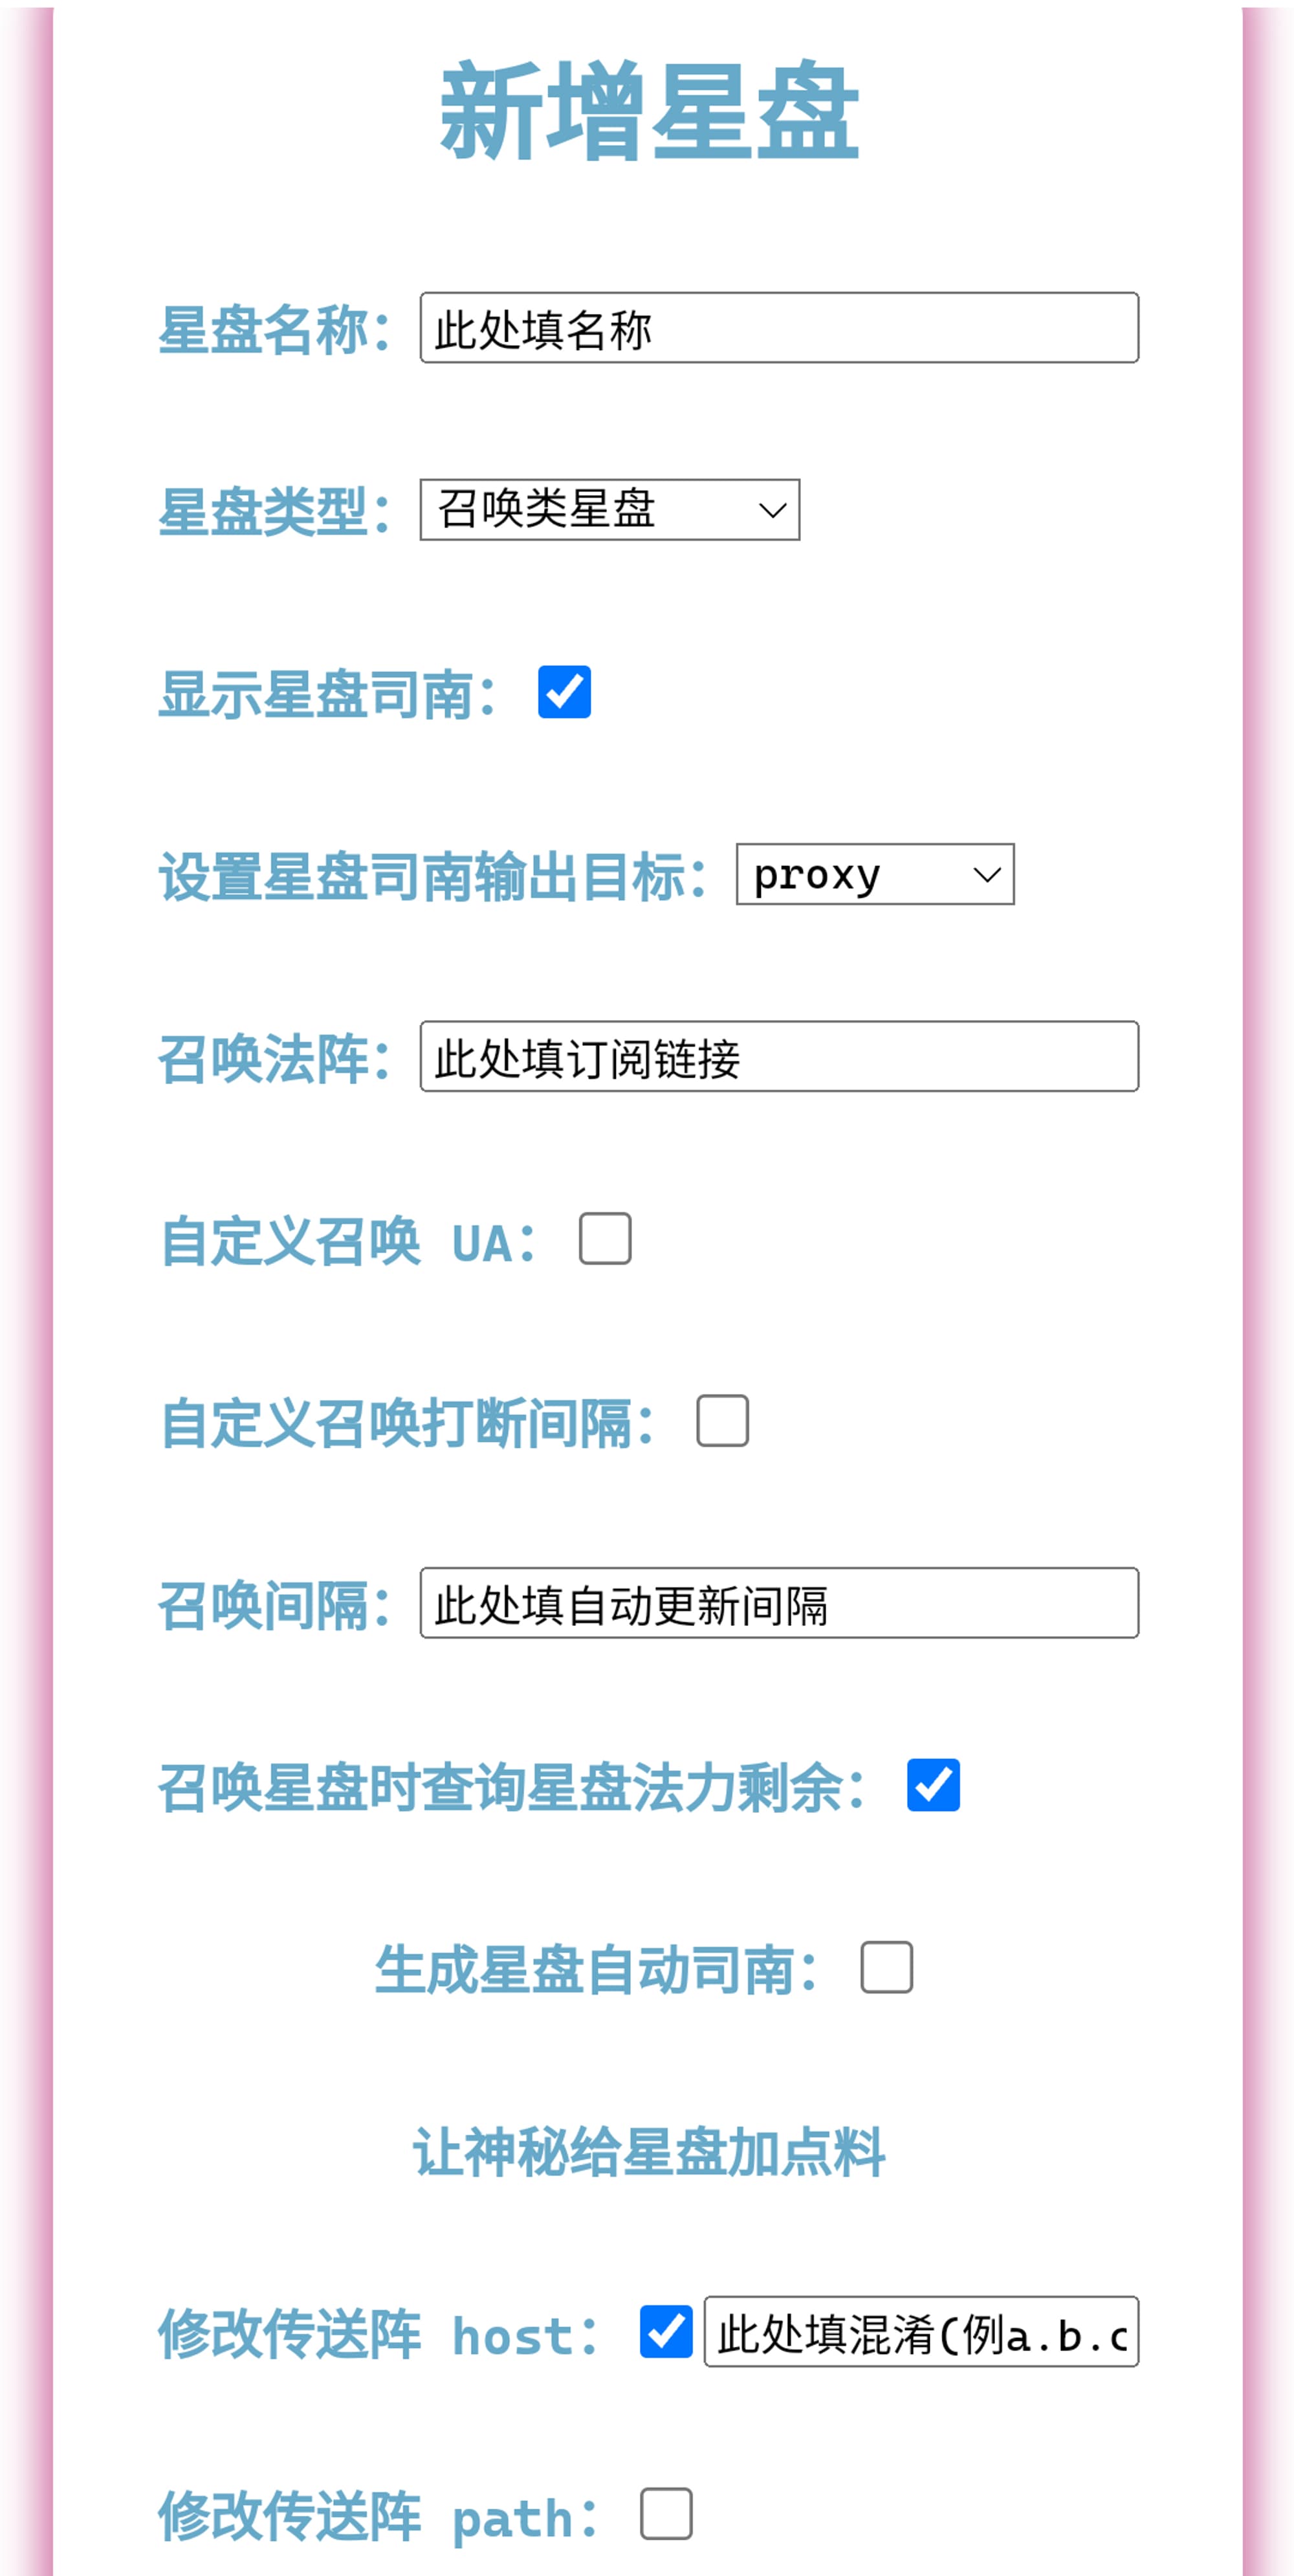 新增星盘
星盘名称： 此处填名称
星盘类型： 召唤类星盘
显示星盘司南：
设置星盘司南输出目标： proxy
召唤法阵： 此处填订阅链接
自定义召唤 UA：
自定义召唤打断间隔：
召唤间隔： 此处填自动更新间隔
召唤星盘时查询星盘法力剩余：
生成星盘自动司南：
让神秘给星盘加点料
修改传送阵 host： 此处填混淆(例a.b.c
修改传送阵 path：